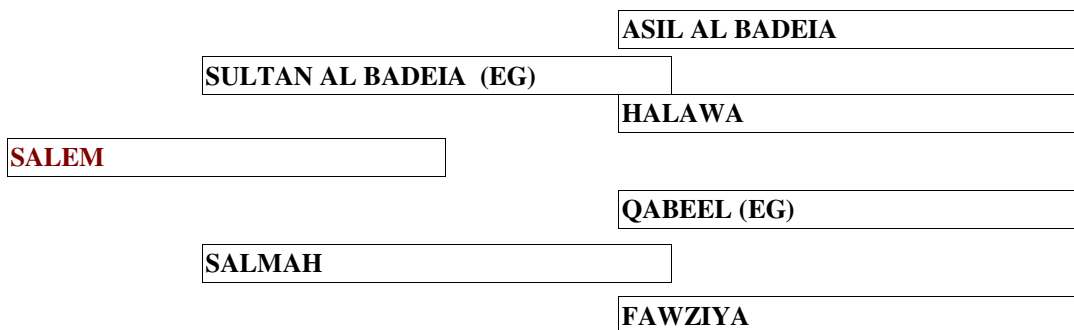 ASIL AL BADEIA
SULTAN AL BADEIA (EG)
HALAWA
SALEM
QABEEL (EG)
SALMAH
FAWZIYA